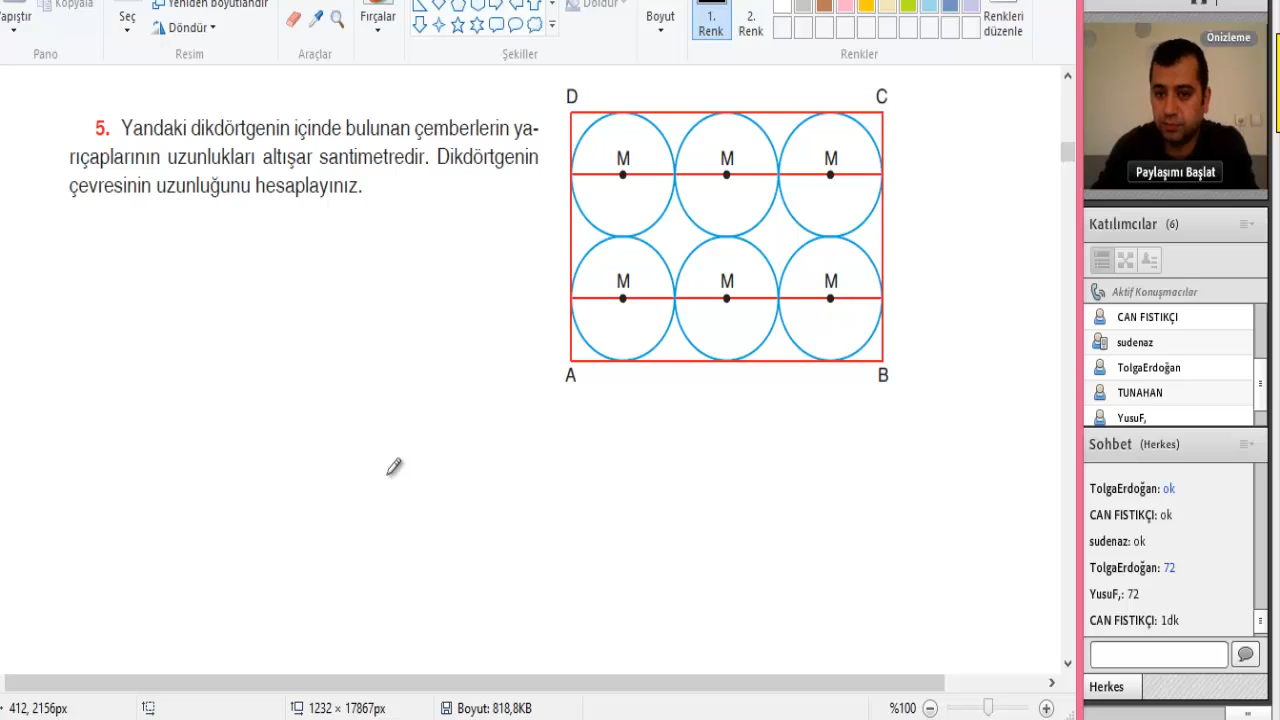 Kopyala
Yeniden boyutlandır
apıştır
Seç
Döndür
Fırçalar
Boyut
1.
Renk
2.
Renk
Renkleri
düzenle
Pano
Resim
Araçlar
Şekiller
Renkler
Önizleme
Paylaşımı Başlat
5. Yandaki dikdörtgenin içinde bulunan çemberlerin ya-
rıçaplarının uzunlukları altışar santimetredir. Dikdörtgenin
çevresinin uzunluğunu hesaplayınız.
D C
M M M
M M M
A B
Katılımcılar (6)
Aktif Konuşmacılar
CAN FISTIKÇI
sudenaz
TolgaErdoğan
TUNAHAN
YusuF,
Sohbet (Herkes)
TolgaErdoğan: ok
CAN FISTIKÇI: ok
sudenaz: ok
TolgaErdoğan: 72
YusuF,: 72
CAN FISTIKÇI: 1dk
Herkes
412, 2156px
1232 × 17867px
Boyut: 818,8KB
%100